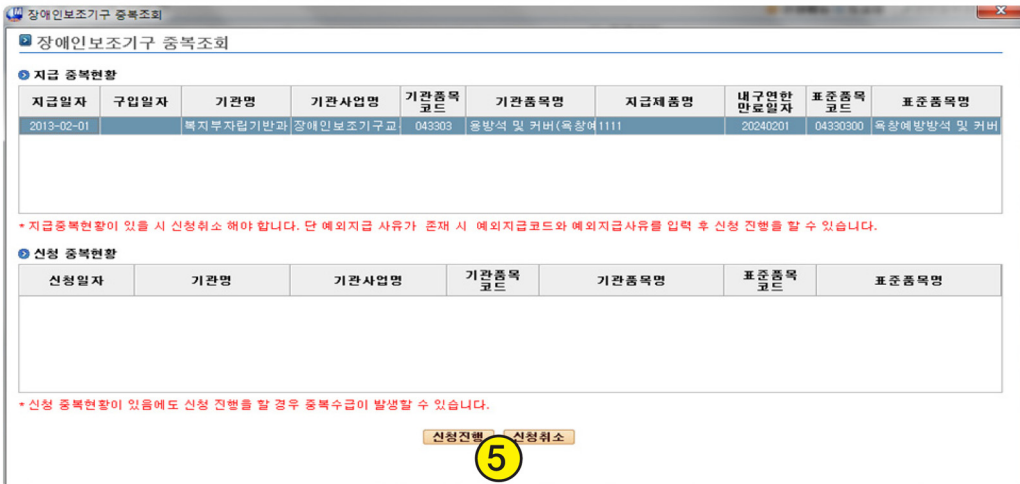 장애인보조기구 중복조회
장애인보조기구 중복조회
지급 중복현황
지급일자 구입일자 기관명 기관사업명 기관품목코드 기관품목명 지급제품명 내구연한만료일자 표준품목코드 표준품목명
2013-02-01 복지부자립기반과 장애인보조기구교 043303 용방석 및 커버(욕창예 1111 20240201 04330300 욕창예방방석 및 커버
* 지급중복현황이 있을 시 신청취소 해야 합니다. 단 예외지급 사유가 존재 시 예외지급코드와 예외지급사유를 입력 후 신청 진행을 할 수 있습니다.
신청 중복현황
신청일자 기관명 기관사업명 기관품목코드 기관품목명 표준품목코드 표준품목명
* 신청 중복현황이 있음에도 신청 진행을 할 경우 중복수급이 발생할 수 있습니다.
신청진행 신청취소
5